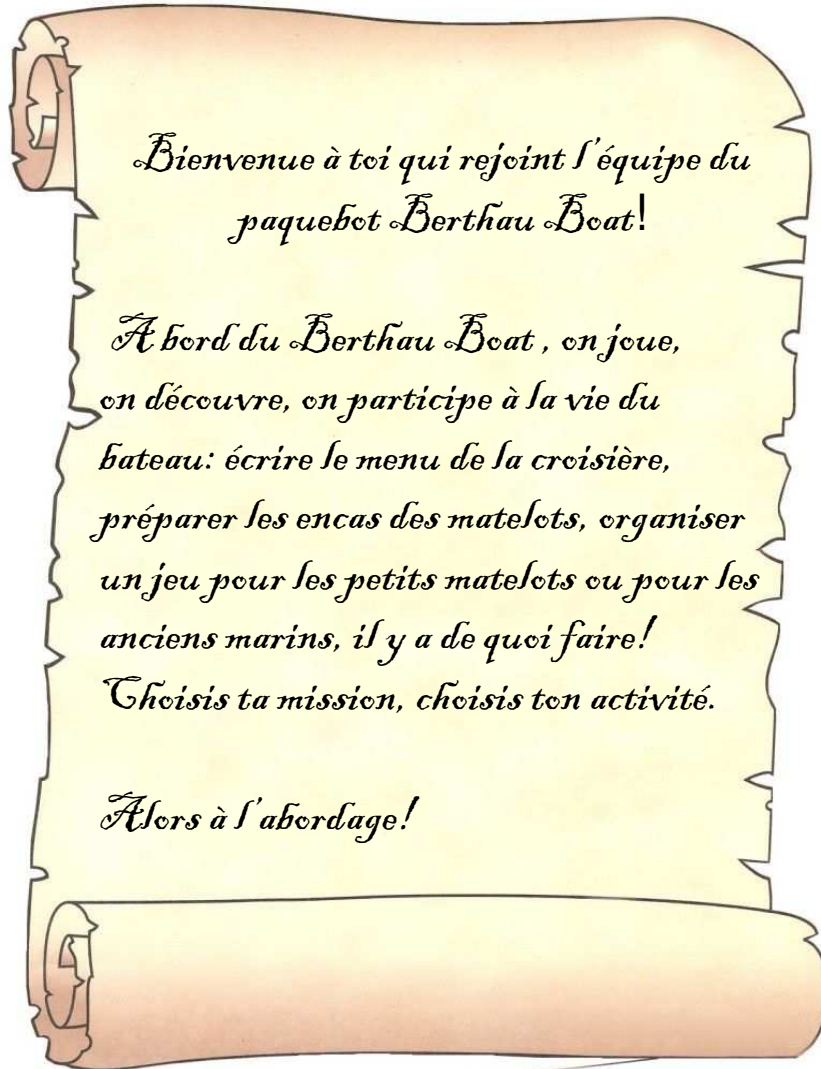 Bienvenue à toi qui rejoint l'équipe du
paquebot Berthau Boat!
A bord du Berthau Boat , on joue,
on découvre, on participe à la vie du
bateau: écrire le menu de la croisière,
préparer les encas des matelots, organiser
un jeu pour les petits matelots ou pour les
anciens marins, il y a de quoi faire!
Choisis ta mission, choisis ton activité.
Alors à l'abordage!